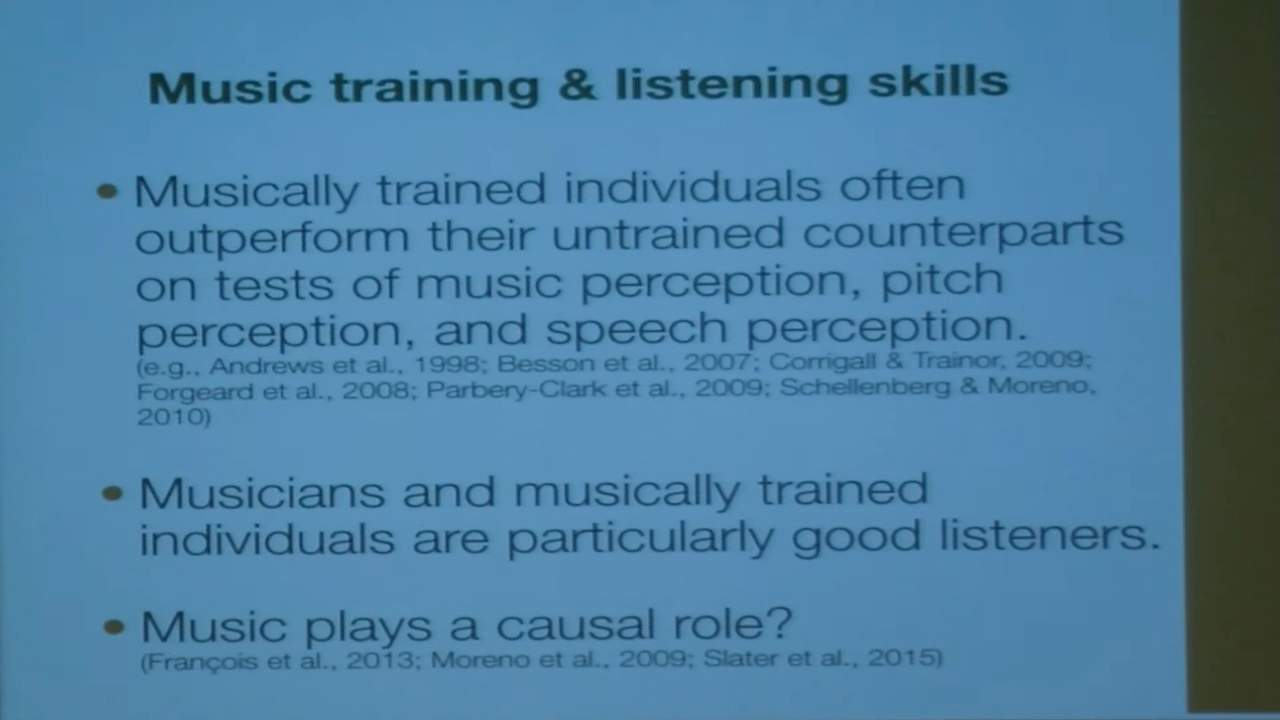 Music training & listening skills
• Musically trained individuals often
outperform their untrained counterparts
on tests of music perception, pitch
perception, and speech perception.
(e.g., Andrews et al., 1998; Besson et al., 2007; Corrigall & Trainor, 2009;
Forgeard et al., 2008; Parbery-Clark et al., 2009; Schellenberg & Moreno,
2010)
• Musicians and musically trained
individuals are particularly good listeners.
• Music plays a causal role?
(François et al., 2013; Moreno et al., 2009; Slater et al., 2015)